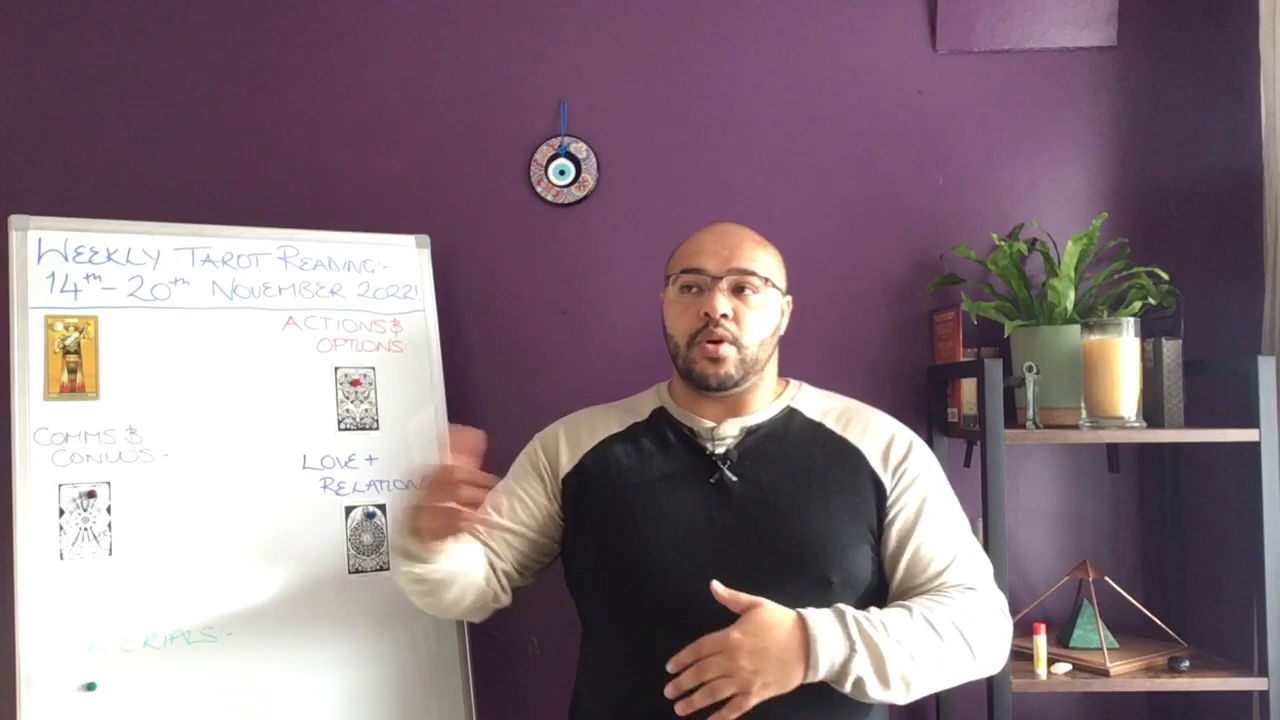 WEEKLY TAROT READING:-
14th - 20th NOVEMBER 2022!
ACTIONS &
OPTIONS
COMMS &
CONVOS -
LOVE +